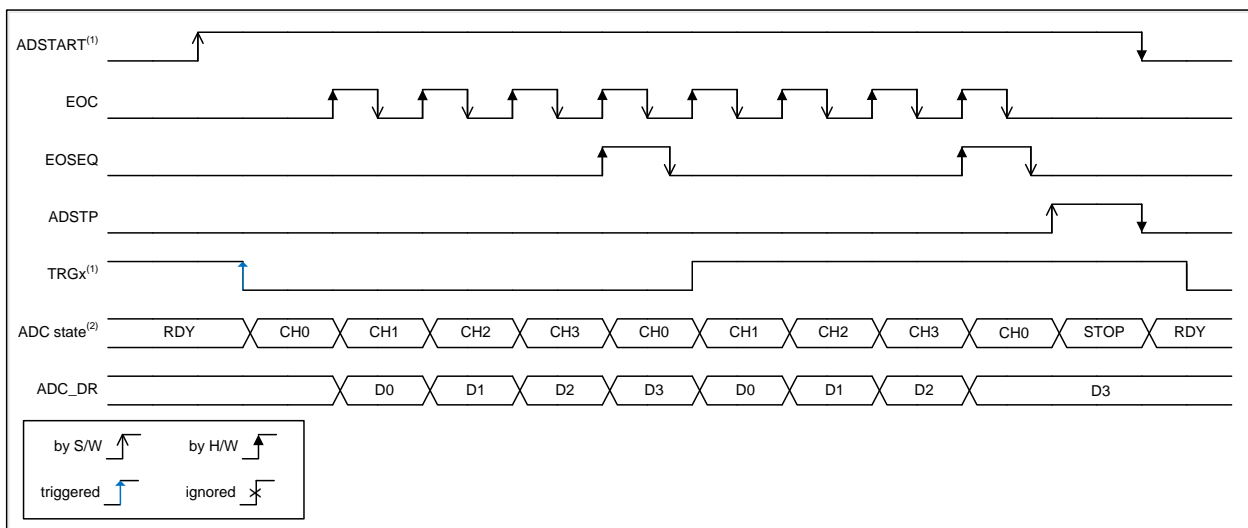 ADSTART(1)
EOC
EOSEQ
ADSTP
TRGx(1)
ADC state(2) RDY CH0 CH1 CH2 CH3 CH0 CH1 CH2 CH3 CH0 STOP RDY
ADC_DR D0 D1 D2 D3 D0 D1 D2 D3
by S/W by H/W
triggered ignored